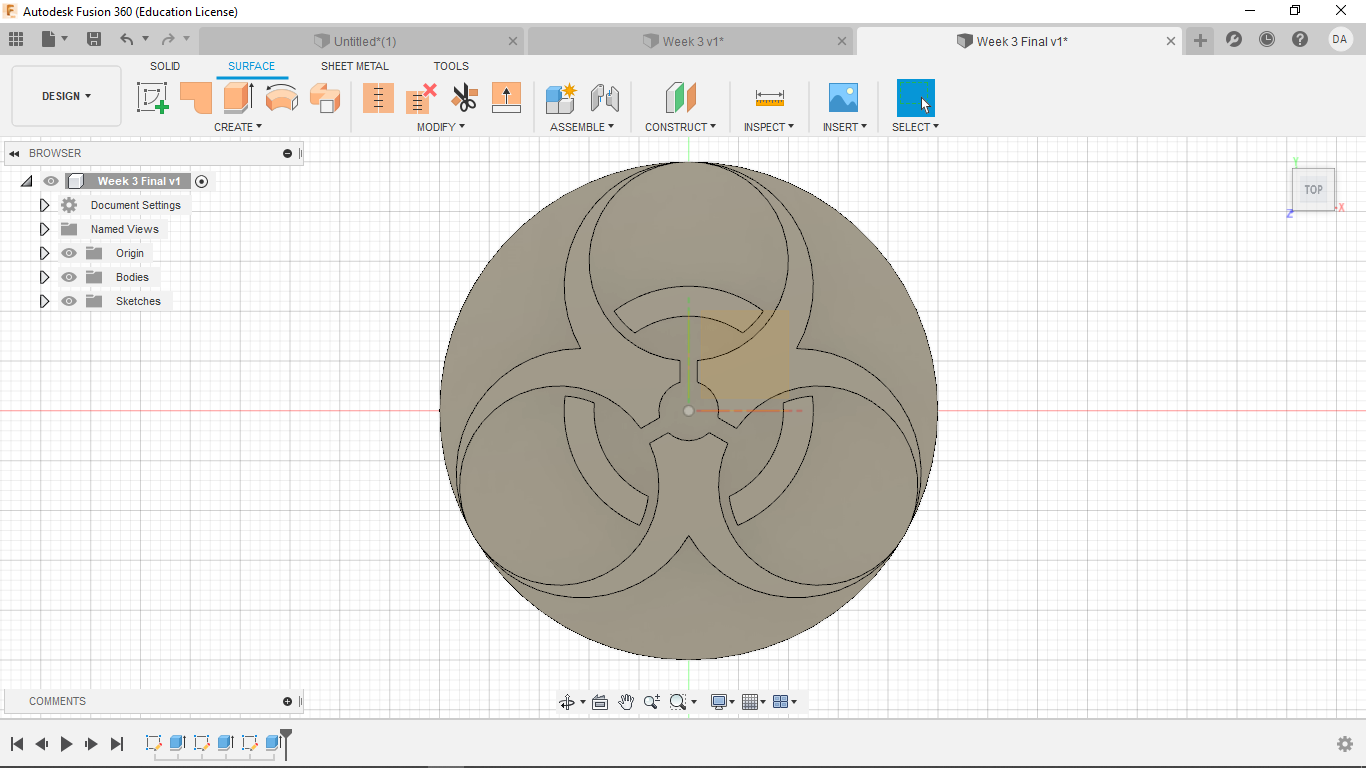 F Autodesk Fusion 360 (Education License)
Untitled*(1)
Week 3 v1*
Week 3 Final v1*
DA
DESIGN
SOLID SURFACE SHEET METAL TOOLS
CREATE MODIFY ASSEMBLE CONSTRUCT INSPECT INSERT SELECT
BROWSER
Week 3 Final v1
Document Settings
Named Views
Origin
Bodies
Sketches
Y
TOP
Z X
COMMENTS